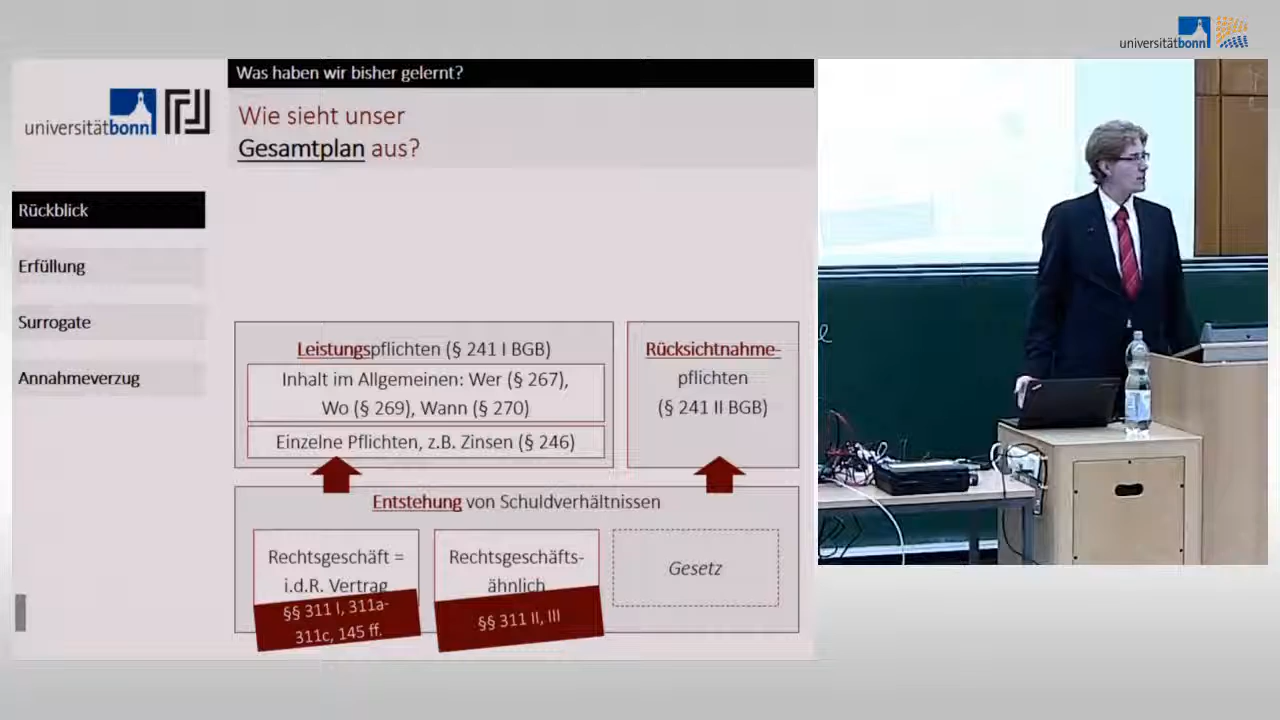 universitätbonn
Was haben wir bisher gelernt?
universitätbonn
Wie sieht unser
Gesamtplan aus?
Rückblick
Erfüllung
Surrogate
Annahmeverzug
Leistungspflichten (§ 241 I BGB)
Inhalt im Allgemeinen: Wer (§ 267),
Wo (§ 269), Wann (§ 270)
Einzelne Pflichten, z.B. Zinsen (§ 246)
Rücksichtnahme-
pflichten
(§ 241 II BGB)
Entstehung von Schuldverhältnissen
Rechtsgeschäft =
i.d.R. Vertrag
§§ 311 I, 311a-
311c, 145 ff.
Rechtsgeschäfts-
ähnlich
§§ 311 II, III
Gesetz